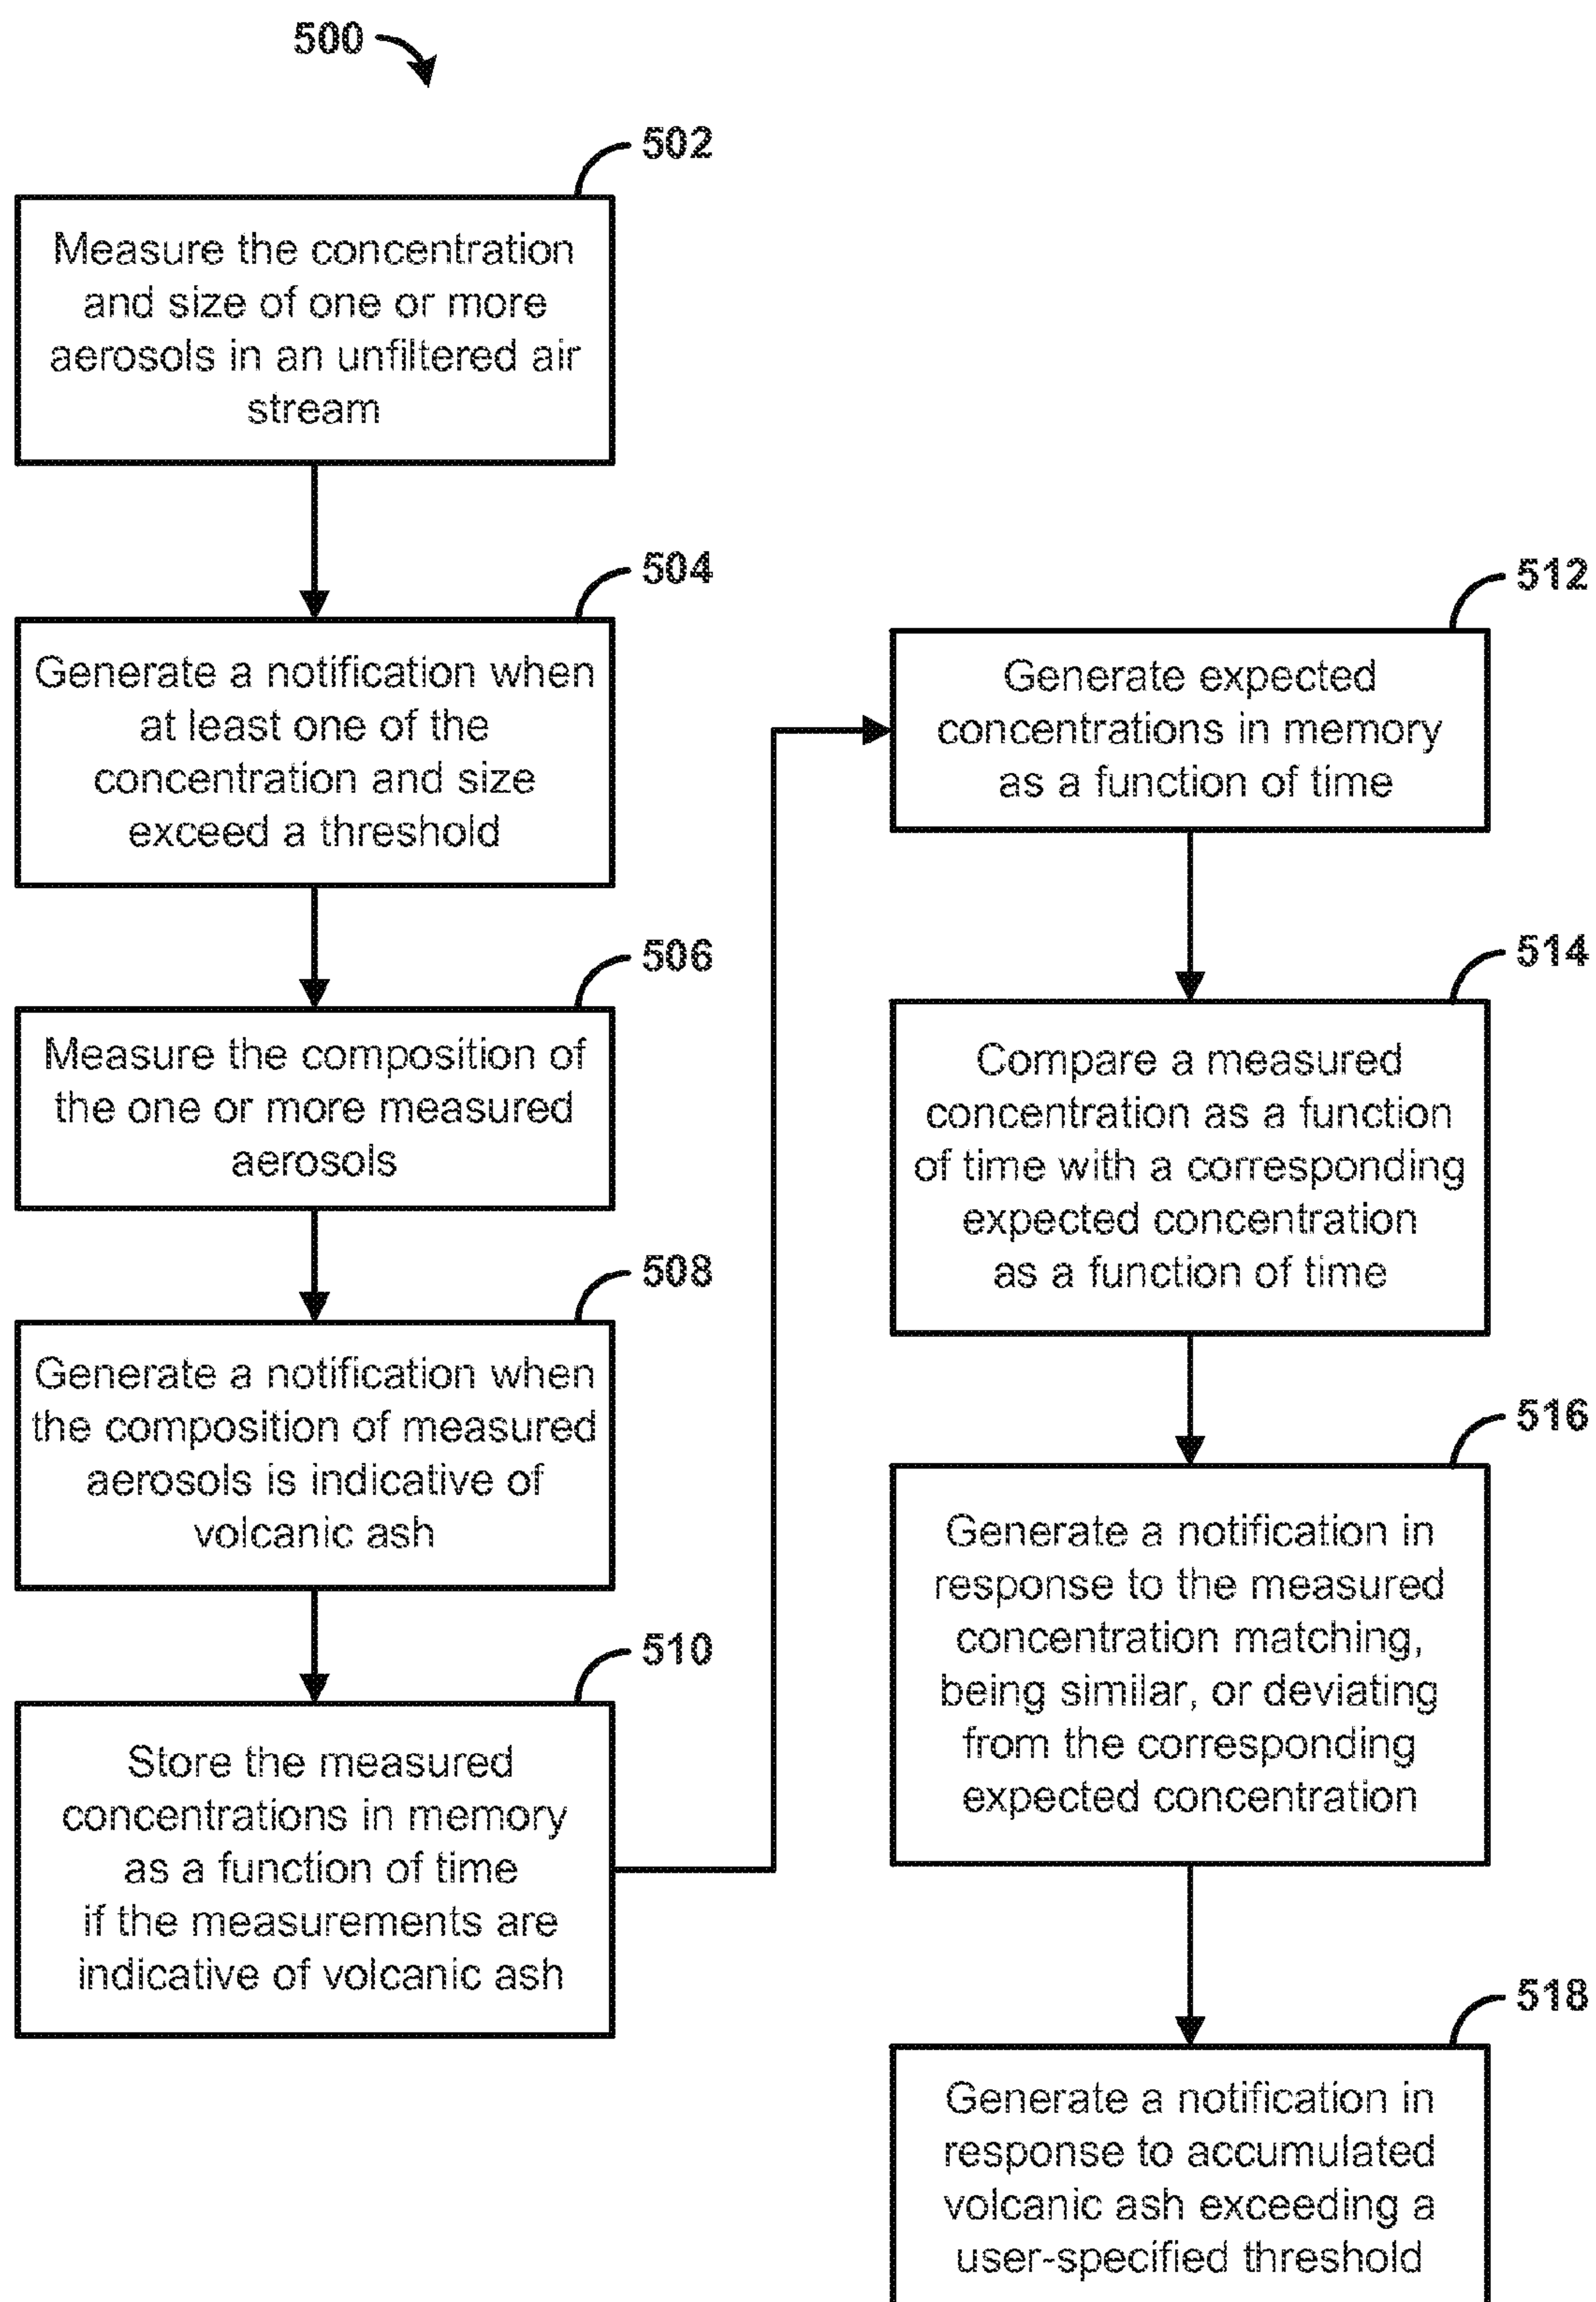 500
502
Measure the concentration
and size of one or more
aerosols in an unfiltered air
stream
504
Generate a notification when
at least one of the
concentration and size
exceed a threshold
506
Measure the composition of
the one or more measured
aerosols
508
Generate a notification when
the composition of measured
aerosols is indicative of
volcanic ash
510
Store the measured
concentrations in memory
as a function of time
if the measurements are
indicative of volcanic ash
512
Generate expected
concentrations in memory
as a function of time
514
Compare a measured
concentration as a function
of time with a corresponding
expected concentration
as a function of time
516
Generate a notification in
response to the measured
concentration matching,
being similar, or deviating
from the corresponding
expected concentration
518
Generate a notification in
response to accumulated
volcanic ash exceeding a
user-specified threshold